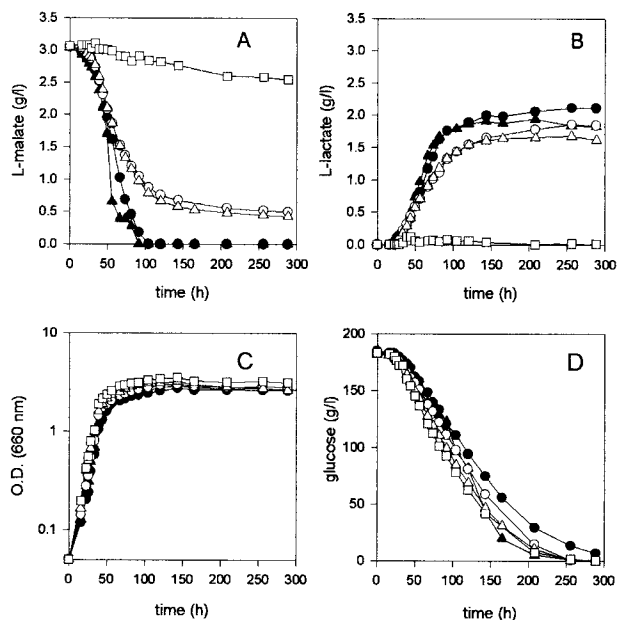 A
L-malate (g/l)
3.5
3.0
2.5
2.0
1.5
1.0
0.5
0.0
0 50 100 150 200 250 300
time (h)
B
L-lactate (g/l)
3.5
3.0
2.5
2.0
1.5
1.0
0.5
0.0
0 50 100 150 200 250 300
time (h)
C
O.D. (660 nm)
10
1
0.1
0 50 100 150 200 250 300
time (h)
D
glucose (g/l)
200
150
100
50
0
0 50 100 150 200 250 300
time (h)